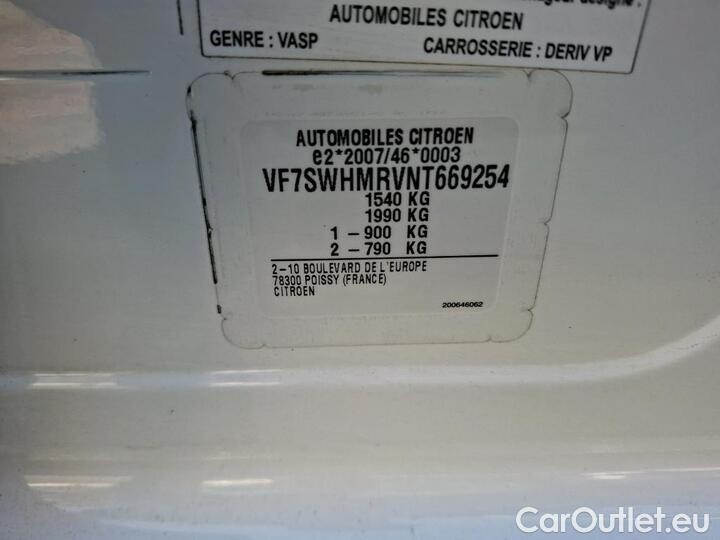 AUTOMOBILES CITROEN
GENRE : VASP CARROSSERIE : DERIV VP
AUTOMOBILES CITROEN
e2*2007/46*0003
VF7SWHMRVNT669254
1540 KG
1990 KG
1 – 900 KG
2 – 790 KG
2–10 BOULEVARD DE L'EUROPE
78300 POISSY (FRANCE)
CITROEN
200646062
CarOutlet.eu